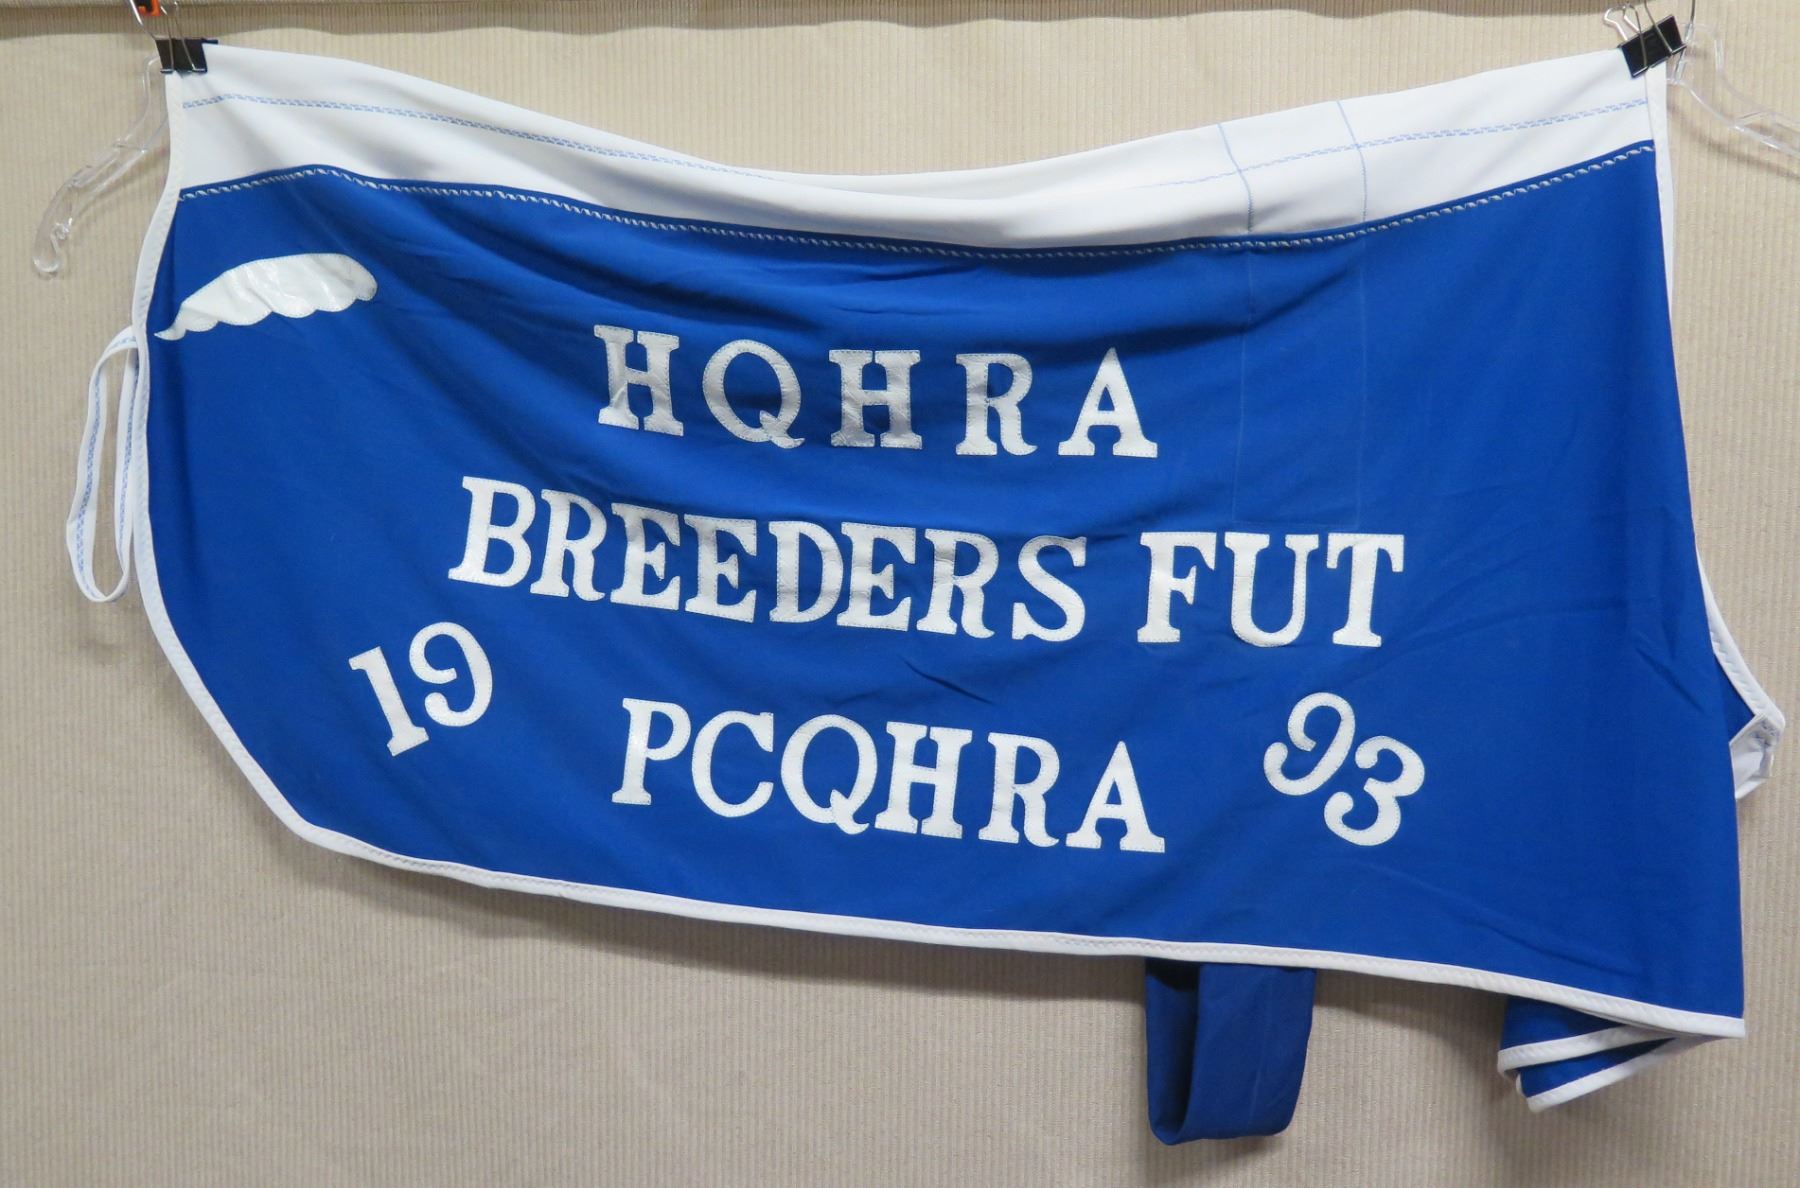 HQHRA
BREEDERS FUT
19 PCQHRA 93